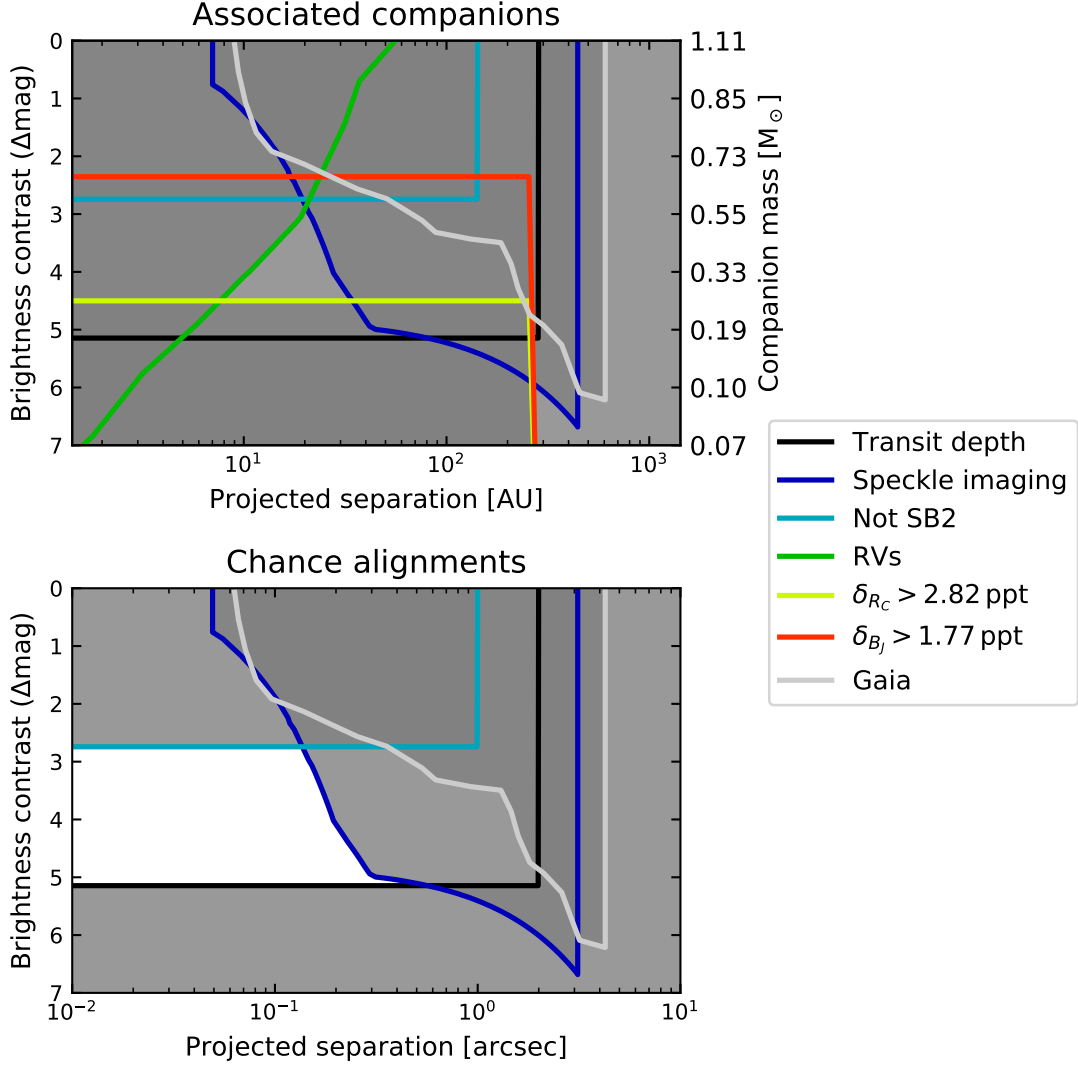 Associated companions
0
1
2
3
4
5
6
7
Brightness contrast (Δmag)
1.11
0.85
0.73
0.55
0.33
0.19
0.10
0.07
Companion mass [M⊙]
10¹
10²
10³
Projected separation [AU]
Transit depth
Speckle imaging
Not SB2
RVs
δ_{R_C} > 2.82 ppt
δ_{B_J} > 1.77 ppt
Gaia
Chance alignments
0
1
2
3
4
5
6
7
Brightness contrast (Δmag)
10⁻²
10⁻¹
10⁰
10¹
Projected separation [arcsec]